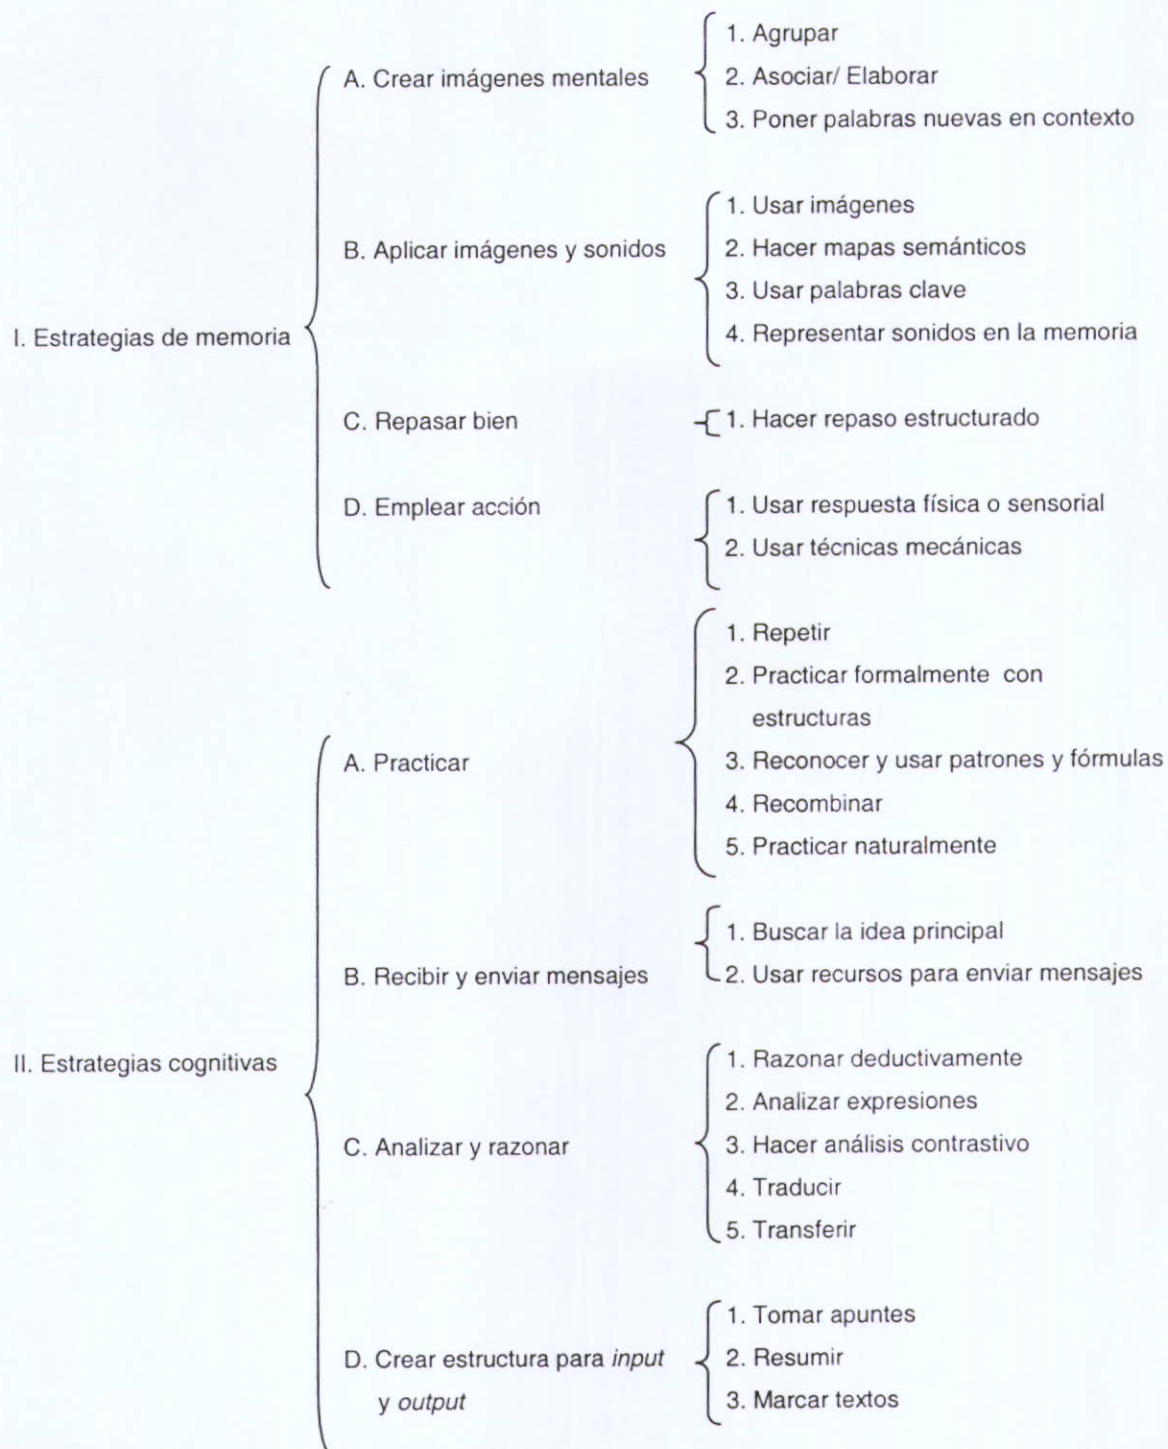 I. Estrategias de memoria
A. Crear imágenes mentales
1. Agrupar
2. Asociar/ Elaborar
3. Poner palabras nuevas en contexto
B. Aplicar imágenes y sonidos
1. Usar imágenes
2. Hacer mapas semánticos
3. Usar palabras clave
4. Representar sonidos en la memoria
C. Repasar bien
1. Hacer repaso estructurado
D. Emplear acción
1. Usar respuesta física o sensorial
2. Usar técnicas mecánicas
II. Estrategias cognitivas
A. Practicar
1. Repetir
2. Practicar formalmente con
estructuras
3. Reconocer y usar patrones y fórmulas
4. Recombinar
5. Practicar naturalmente
B. Recibir y enviar mensajes
1. Buscar la idea principal
2. Usar recursos para enviar mensajes
C. Analizar y razonar
1. Razonar deductivamente
2. Analizar expresiones
3. Hacer análisis contrastivo
4. Traducir
5. Transferir
D. Crear estructura para input
y output
1. Tomar apuntes
2. Resumir
3. Marcar textos